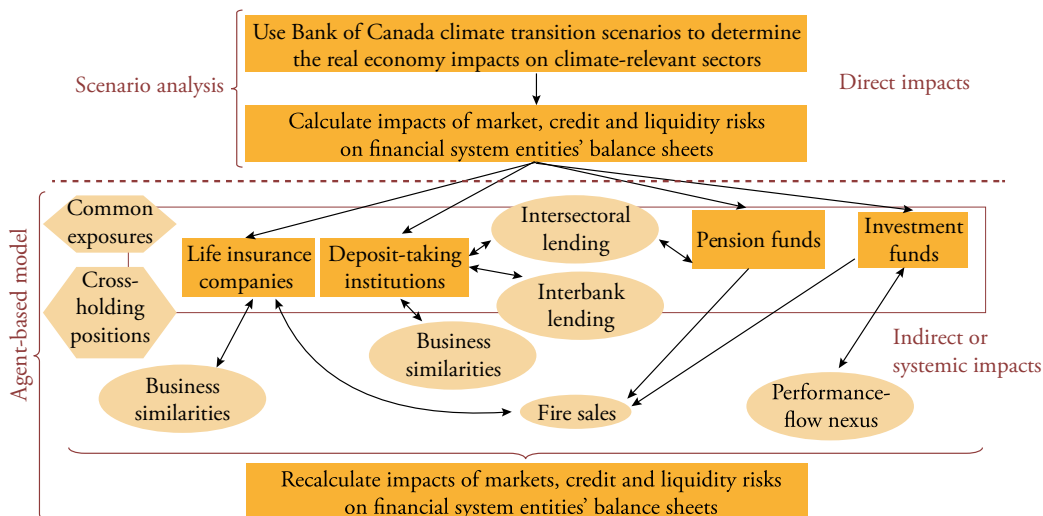 Use Bank of Canada climate transition scenarios to determine
the real economy impacts on climate-relevant sectors
Scenario analysis
Direct impacts
Calculate impacts of market, credit and liquidity risks
on financial system entities’ balance sheets
Agent-based model
Common
exposures
Cross-
holding
positions
Life insurance
companies
Deposit-taking
institutions
Intersectoral
lending
Interbank
lending
Pension funds
Investment
funds
Business
similarities
Business
similarities
Fire sales
Performance-
flow nexus
Indirect or
systemic impacts
Recalculate impacts of markets, credit and liquidity risks
on financial system entities’ balance sheets